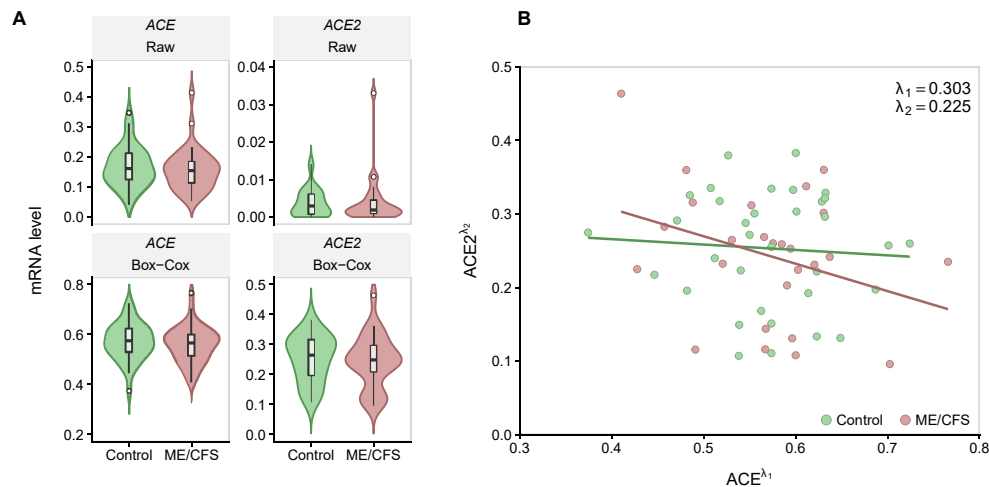 A
ACE
Raw
ACE2
Raw
mRNA level
0.5
0.4
0.3
0.2
0.1
0.0
0.04
0.03
0.02
0.01
0.00
ACE
Box−Cox
ACE2
Box−Cox
0.8
0.6
0.4
0.2
0.5
0.4
0.3
0.2
0.1
0.0
Control ME/CFS
Control ME/CFS
B
λ1=0.303
λ2=0.225
ACE2^λ2
0.5
0.4
0.3
0.2
0.1
0.0
Control ME/CFS
0.3 0.4 0.5 0.6 0.7 0.8
ACE^λ1